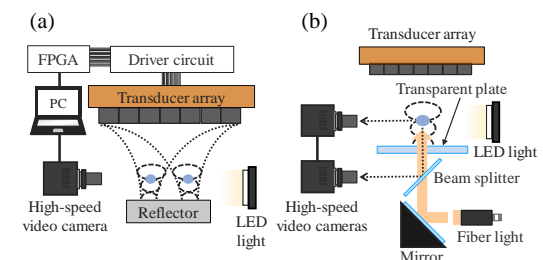 (a)
FPGA
Driver circuit
PC
Transducer array
High-speed
video camera
Reflector
LED
light
(b)
Transducer array
Transparent plate
LED light
Beam splitter
High-speed
video cameras
Fiber light
Mirror